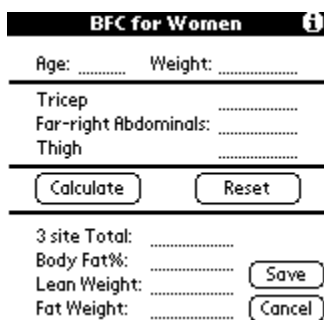 BFC for Women i
Age: Weight:
Tricep
Far-right Abdominals:
Thigh
Calculate Reset
3 site Total:
Body Fat%:
Lean Weight:
Save
Fat Weight:
Cancel